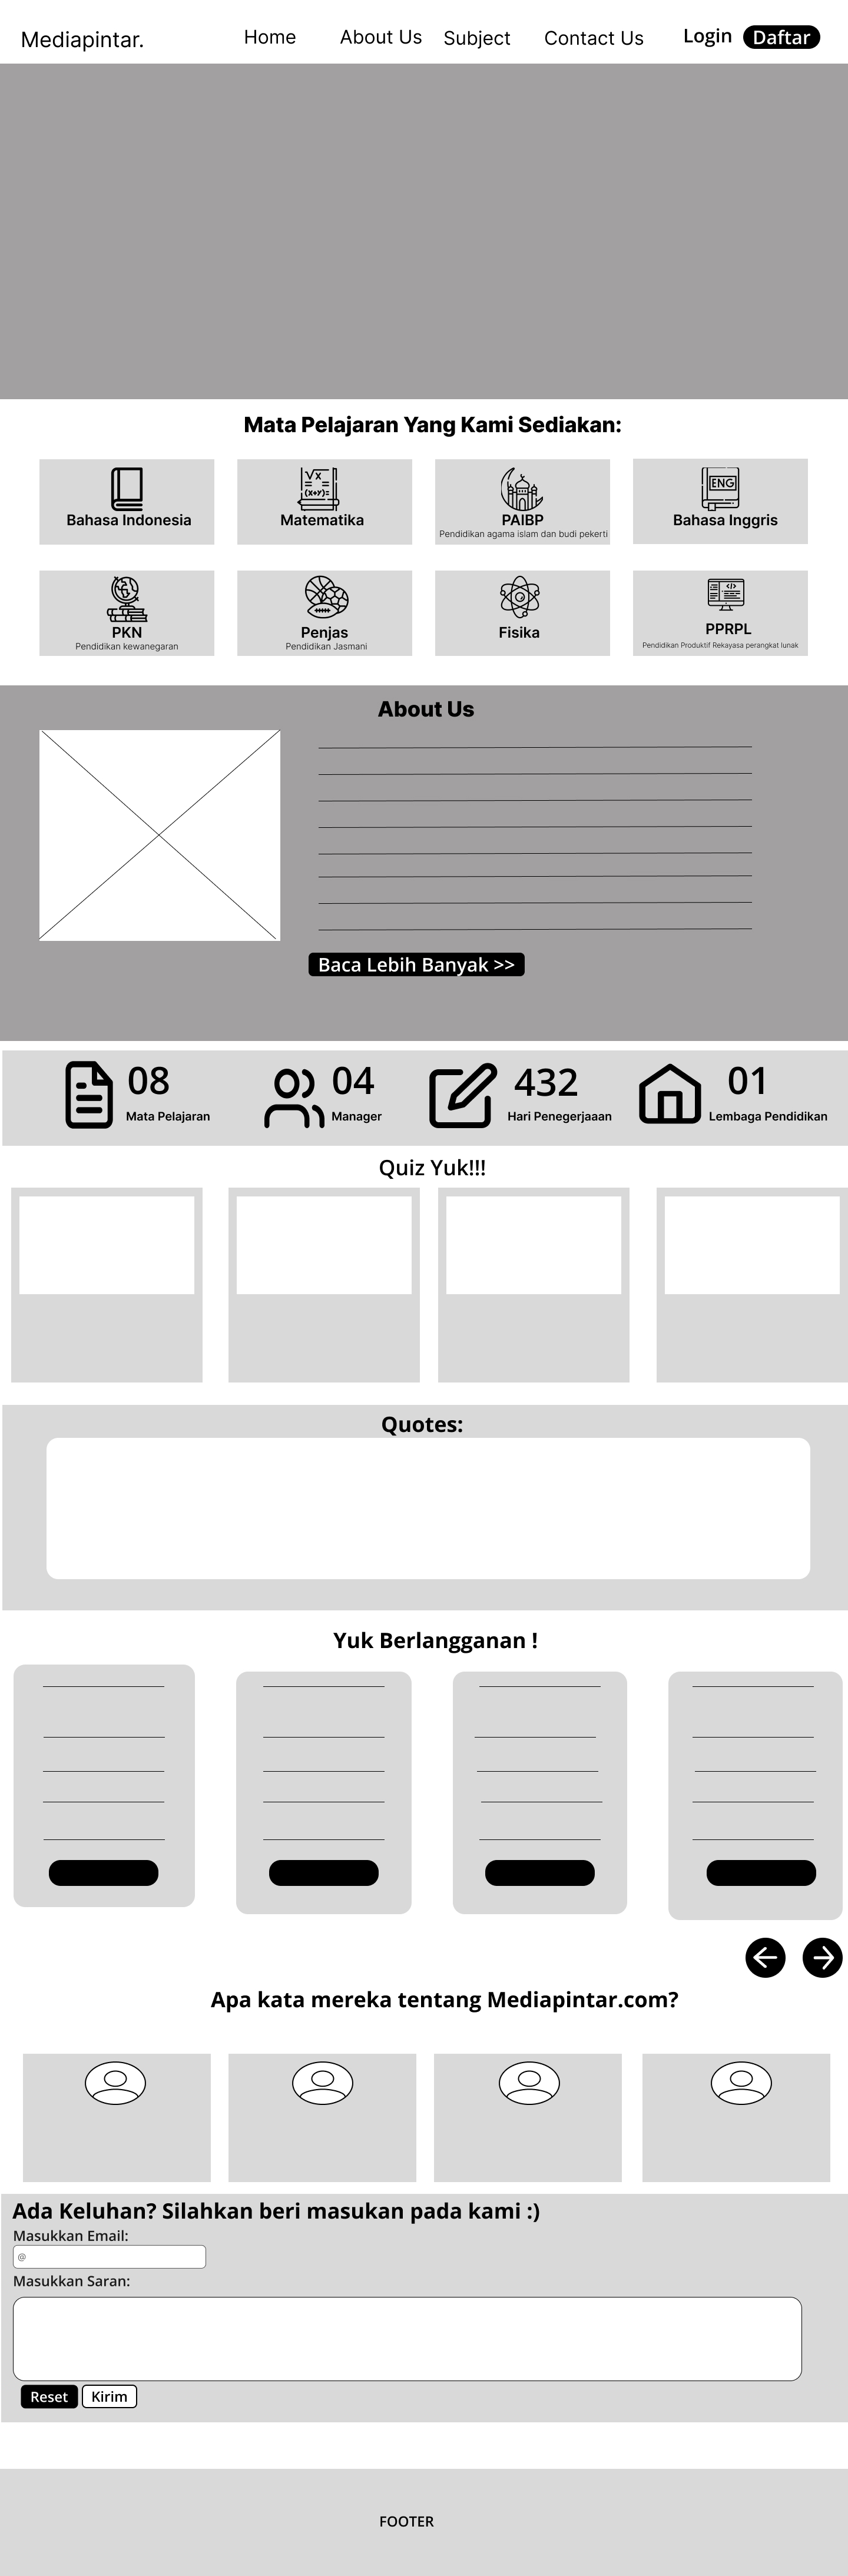 Mediapintar.
Home
About Us
Subject
Contact Us
Login
Daftar
Mata Pelajaran Yang Kami Sediakan:
Bahasa Indonesia
√x
(x+y)=
Matematika
PAIBP
Pendidikan agama islam dan budi pekerti
ENG
Bahasa Inggris
PKN
Pendidikan kewanegaran
Penjas
Pendidikan Jasmani
Fisika
</>
PPRPL
Pendidikan Produktif Rekayasa perangkat lunak
About Us
Baca Lebih Banyak >>
08
Mata Pelajaran
04
Manager
432
Hari Penegerjaaan
01
Lembaga Pendidikan
Quiz Yuk!!!
Quotes:
Yuk Berlangganan !
Apa kata mereka tentang Mediapintar.com?
Ada Keluhan? Silahkan beri masukan pada kami :)
Masukkan Email:
@
Masukkan Saran:
Reset
Kirim
FOOTER